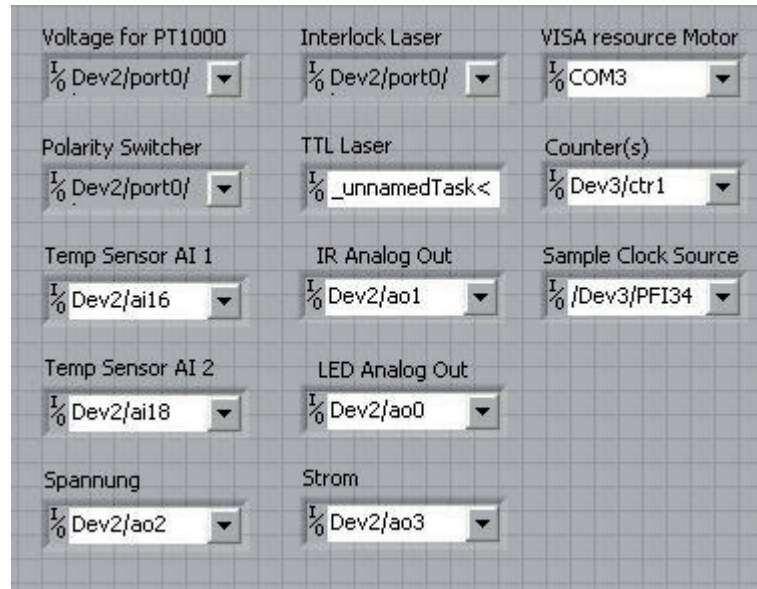 Voltage for PT1000
Interlock Laser
VISA resource Motor
Dev2/port0/
Dev2/port0/
COM3
Polarity Switcher
TTL Laser
Counter(s)
Dev2/port0/
_unnamedTask<
Dev3/ctr1
Temp Sensor AI 1
IR Analog Out
Sample Clock Source
Dev2/ai16
Dev2/ao1
/Dev3/PFI34
Temp Sensor AI 2
LED Analog Out
Dev2/ai18
Dev2/ao0
Spannung
Strom
Dev2/ao2
Dev2/ao3